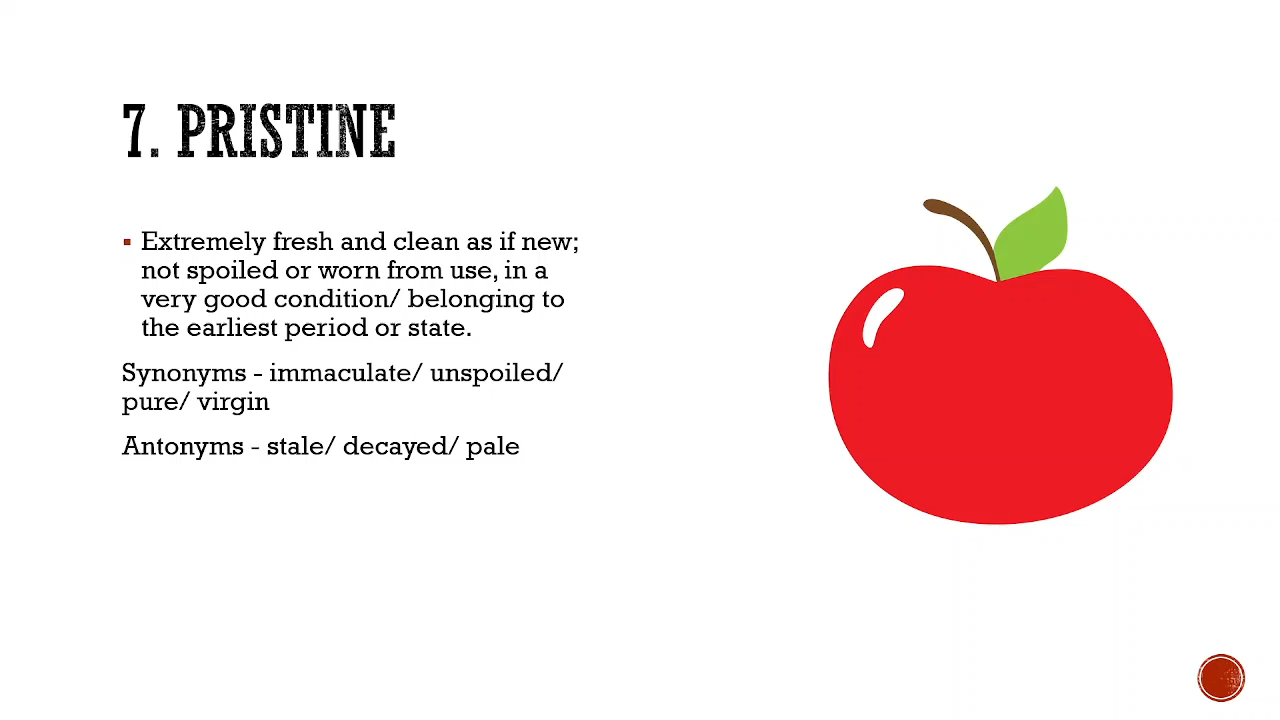 7. PRISTINE
▪ Extremely fresh and clean as if new;
not spoiled or worn from use, in a
very good condition/ belonging to
the earliest period or state.
Synonyms - immaculate/ unspoiled/
pure/ virgin
Antonyms - stale/ decayed/ pale